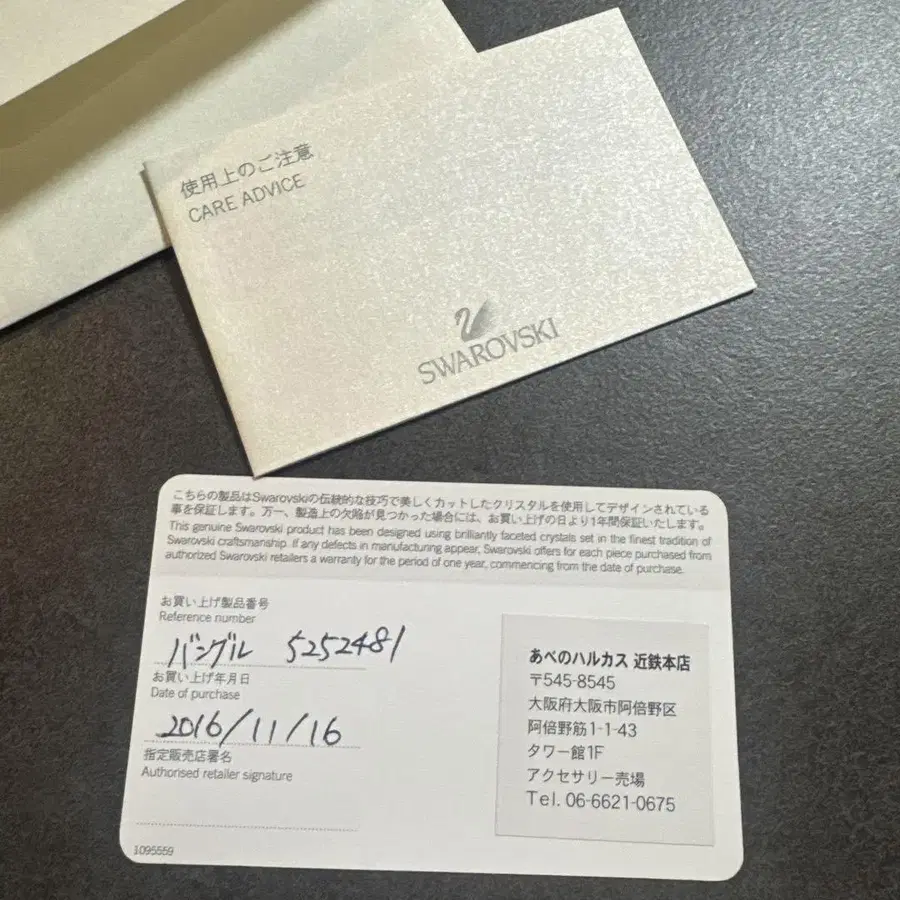 使用上のご注意
CARE ADVICE
SWAROVSKI
こちらの製品はSwarovskiの伝統的な技巧で美しくカットしたクリスタルを使用してデザインされている
事を保証します。万一、製造上の欠陥が見つかった場合には、お買い上げの日より1年間保証いたします。
This genuine Swarovski product has been designed using brilliantly faceted crystals set in the finest tradition of
Swarovski craftsmanship. If any defects in manufacturing appear, Swarovski offers for each piece purchased from
authorized Swarovski retailers a warranty for the period of one year, commencing from the date of purchase.
お買い上げ製品番号
Reference number
バングル 5252481
お買い上げ年月日
Date of purchase
2016/11/16
指定販売店署名
Authorised retailer signature
1095559
あべのハルカス 近鉄本店
〒545-8545
大阪府大阪市阿倍野区
阿倍野筋1-1-43
タワー館1F
アクセサリー売場
Tel. 06-6621-0675